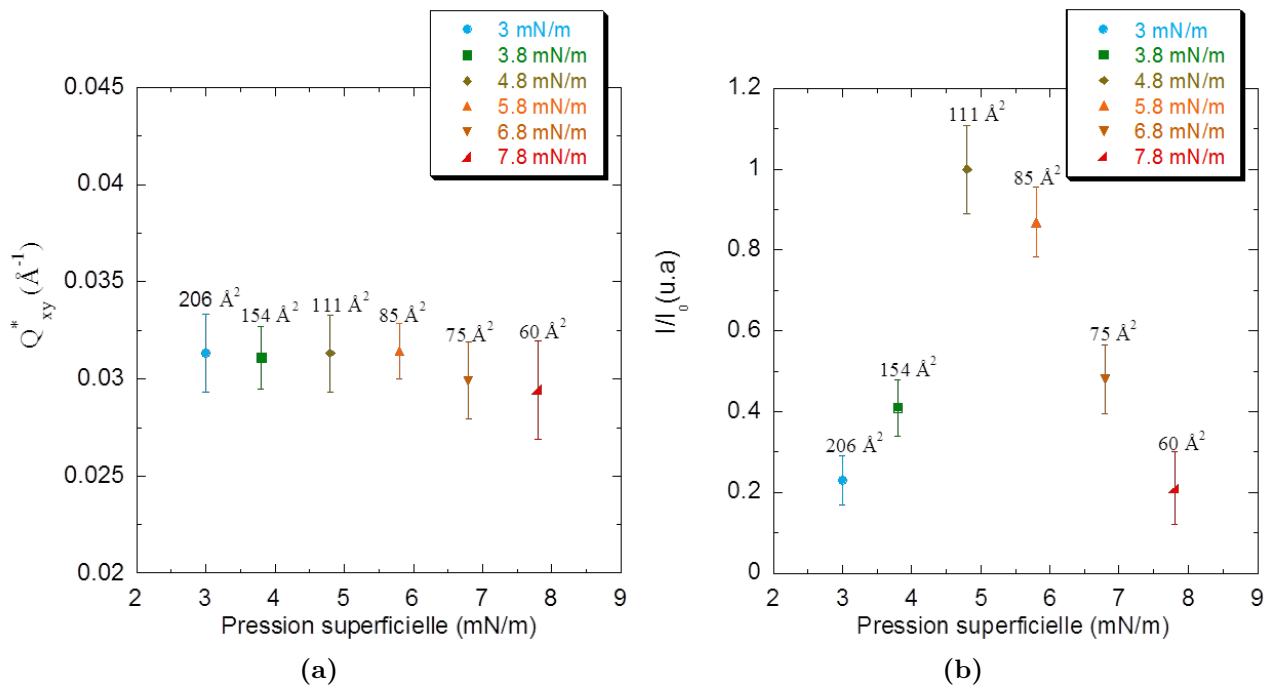 3 mN/m
3.8 mN/m
4.8 mN/m
5.8 mN/m
6.8 mN/m
7.8 mN/m
0.045
0.04
0.035
0.03
0.025
0.02
Q*xy (Å-1)
206 Å2
154 Å2
111 Å2
85 Å2
75 Å2
60 Å2
2 3 4 5 6 7 8 9
Pression superficielle (mN/m)
(a)
3 mN/m
3.8 mN/m
4.8 mN/m
5.8 mN/m
6.8 mN/m
7.8 mN/m
1.2
1
0.8
0.6
0.4
0.2
0
I/I0(u.a)
111 Å2
85 Å2
154 Å2
75 Å2
206 Å2
60 Å2
2 3 4 5 6 7 8 9
Pression superficielle (mN/m)
(b)